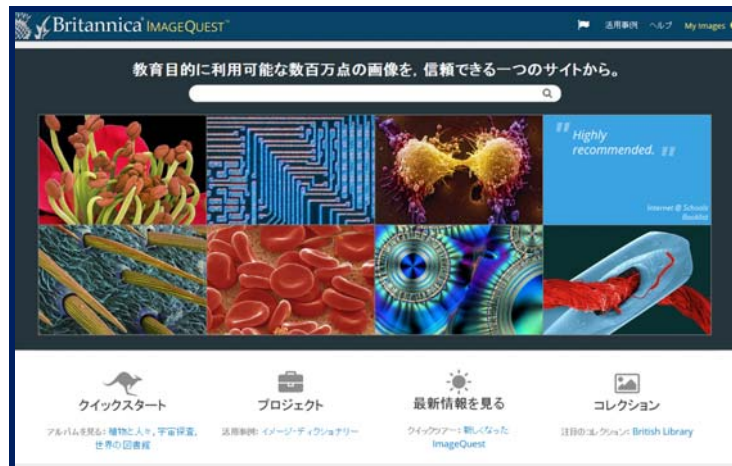 Britannica® IMAGEQUEST™
活用事例 ヘルプ My Images
教育目的に利用可能な数百万点の画像を, 信頼できる一つのサイトから。
" Highly recommended. "
Internet @ Schools
Booklist
クイックスタート
アルバムを見る: 植物と人々, 宇宙探査,
世界の図書館
プロジェクト
活用事例: イメージ・ディクショナリー
最新情報を見る
クイックツアー: 新しくなった
ImageQuest
コレクション
注目のコレクション: British Library